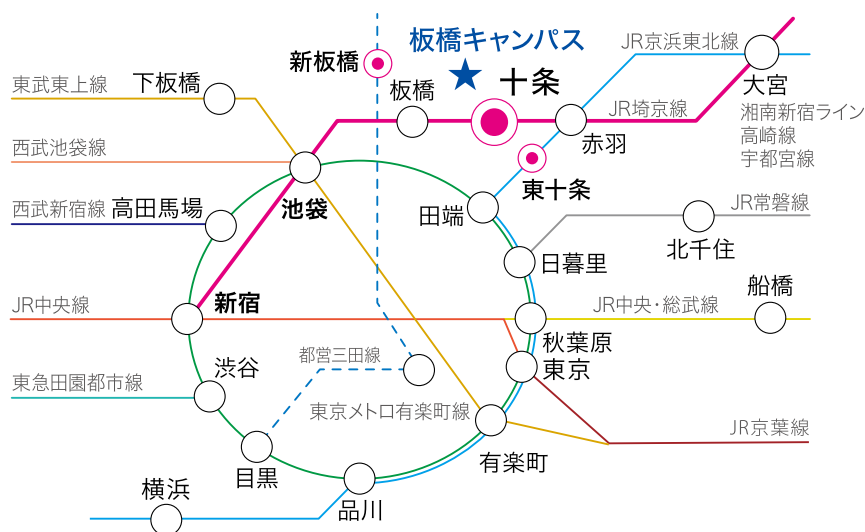 板橋キャンパス
JR京浜東北線
新板橋
大宮
東武東上線
下板橋
板橋
十条
JR埼京線
赤羽
湘南新宿ライン
高崎線
宇都宮線
西武池袋線
東十条
西武新宿線
高田馬場
池袋
田端
JR常磐線
北千住
日暮里
JR中央線
新宿
JR中央・総武線
船橋
秋葉原
渋谷
都営三田線
東京
東急田園都市線
東京メトロ有楽町線
JR京葉線
目黒
有楽町
横浜
品川